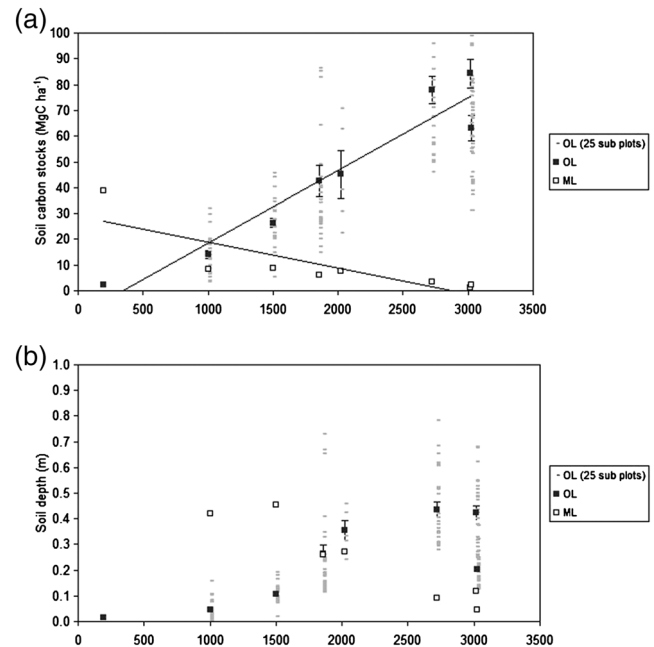 (a)
100
90
80
70
60
50
40
30
20
10
0
Soil carbon stocks (MgC ha⁻¹)
0 500 1000 1500 2000 2500 3000 3500
- OL (25 sub plots)
OL
ML
(b)
1.0
0.9
0.8
0.7
0.6
0.5
0.4
0.3
0.2
0.1
0.0
Soil depth (m)
0 500 1000 1500 2000 2500 3000 3500
- OL (25 sub plots)
OL
ML